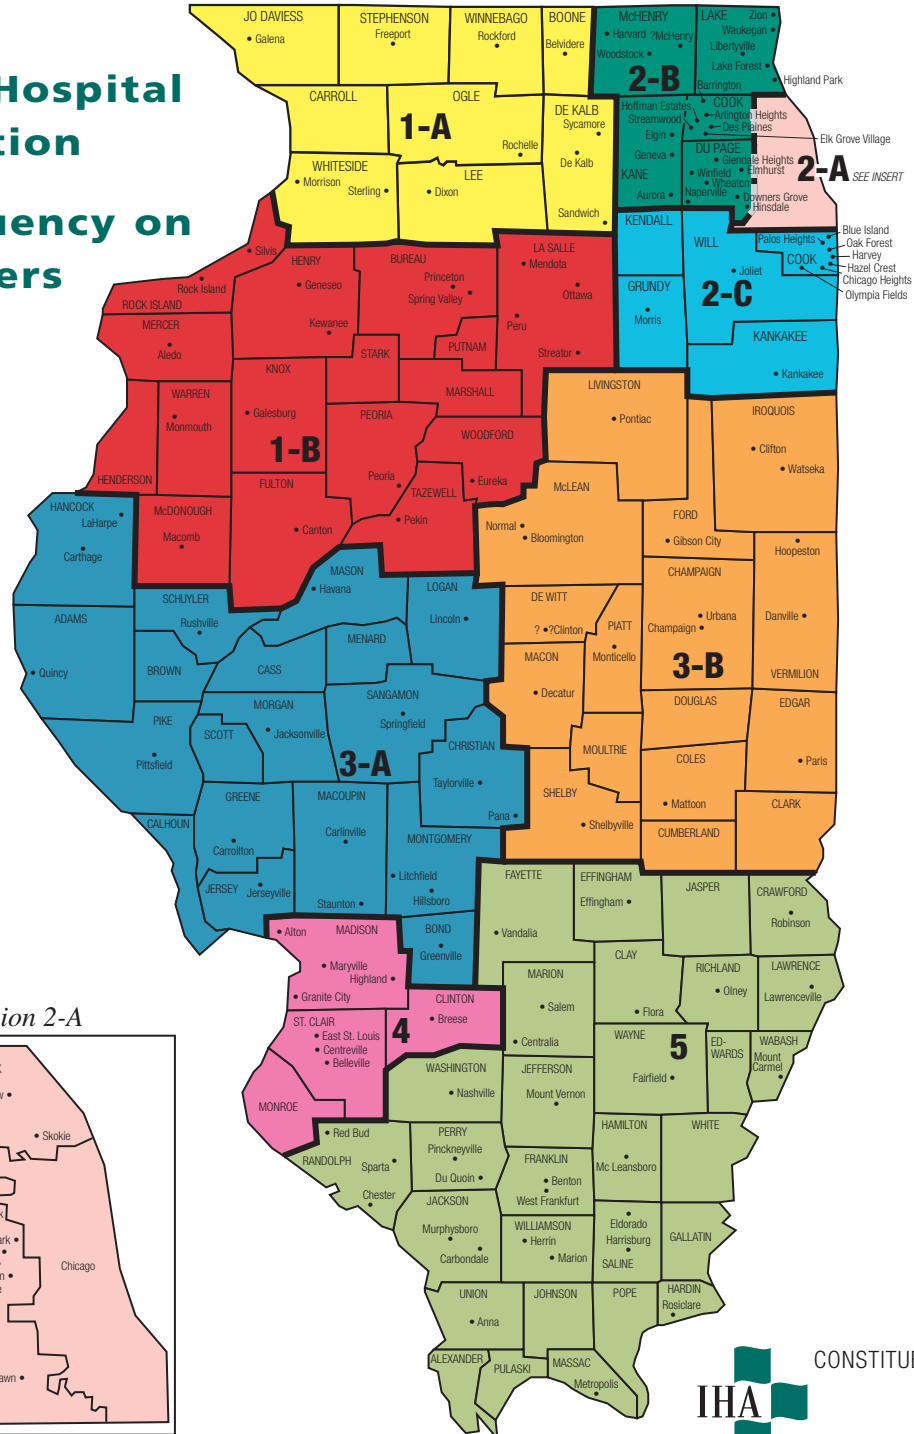 Hospital
tion
uency on
ers
JO DAVIESS
Galena
STEPHENSON
Freeport
WINNEBAGO
Rockford
BOONE
Belvidere
McHENRY
Harvard ?McHenry
Woodstock
2-B
LAKE Zion
Waukegan
Libertyville
Lake Forest
Highland Park
Barrington
CARROLL
OGLE
1-A
Rochelle
DE KALB
Sycamore
De Kalb
Sandwich
Hoffman Estates
Streamwood
Elgin
Geneva
KANE
Aurora
COOK
Arlington Heights
Des Plaines
Elk Grove Village
DU PAGE
Glendale Heights
Elmhurst
Winfield
Wheaton
Naperville
Downers Grove
Hinsdale
2-A SEE INSERT
WHITESIDE
Morrison
Sterling
LEE
Dixon
KENDALL
WILL
Joliet
2-C
GRUNDY
Morris
Palos Heights
COOK
Blue Island
Oak Forest
Harvey
Hazel Crest
Chicago Heights
Olympia Fields
KANKAKEE
Kankakee
Silvis
Rock Island
ROCK ISLAND
HENRY
Geneseo
Kewanee
BUREAU
Princeton
Spring Valley
LA SALLE
Mendota
Ottawa
Peru
Streator
MERCER
Aledo
PUTNAM
STARK
KNOX
Galesburg
1-B
WARREN
Monmouth
MARSHALL
PEORIA
Peoria
WOODFORD
Eureka
HENDERSON
FULTON
Canton
TAZEWELL
Pekin
McDONOUGH
Macomb
LIVINGSTON
Pontiac
IROQUOIS
Clifton
Watseka
McLEAN
Normal
Bloomington
FORD
Gibson City
Hoopeston
HANCOCK
LaHarpe
Carthage
MASON
Havana
LOGAN
Lincoln
ADAMS
Quincy
SCHUYLER
Rushville
MENARD
BROWN
CASS
DE WITT
? ?Clinton
PIATT
Monticello
CHAMPAIGN
Urbana
Champaign
3-B
Danville
VERMILION
MACON
Decatur
DOUGLAS
EDGAR
Paris
PIKE
Pittsfield
SCOTT
MORGAN
Jacksonville
SANGAMON
Springfield
3-A
CHRISTIAN
Taylorville
Pana
MOULTRIE
SHELBY
Shelbyville
COLES
Mattoon
CLARK
CUMBERLAND
CALHOUN
GREENE
Carrollton
MACOUPIN
Carlinville
Staunton
MONTGOMERY
Litchfield
Hillsboro
JERSEY
Jerseyville
FAYETTE
Vandalia
EFFINGHAM
Effingham
JASPER
CRAWFORD
Robinson
Alton
MADISON
Maryville
Highland
Granite City
BOND
Greenville
CLAY
Flora
RICHLAND
Olney
LAWRENCE
Lawrenceville
MARION
Salem
Centralia
CLINTON
Breese
ST. CLAIR
East St. Louis
Centreville
Belleville
4
MONROE
WAYNE
5
Fairfield
ED-
WARDS
WABASH
Mount
Carmel
WASHINGTON
Nashville
JEFFERSON
Mount Vernon
Red Bud
RANDOLPH
Sparta
Chester
PERRY
Pinckneyville
Du Quoin
HAMILTON
Mc Leansboro
WHITE
FRANKLIN
Benton
West Frankfurt
JACKSON
Murphysboro
Carbondale
WILLIAMSON
Herrin
Marion
Eldorado
Harrisburg
SALINE
GALLATIN
UNION
Anna
JOHNSON
POPE
HARDIN
Rosiclare
ALEXANDER
PULASKI
MASSAC
Metropolis
ion 2-A
Skokie
Chicago
ark
awn
IHA
CONSTITUE